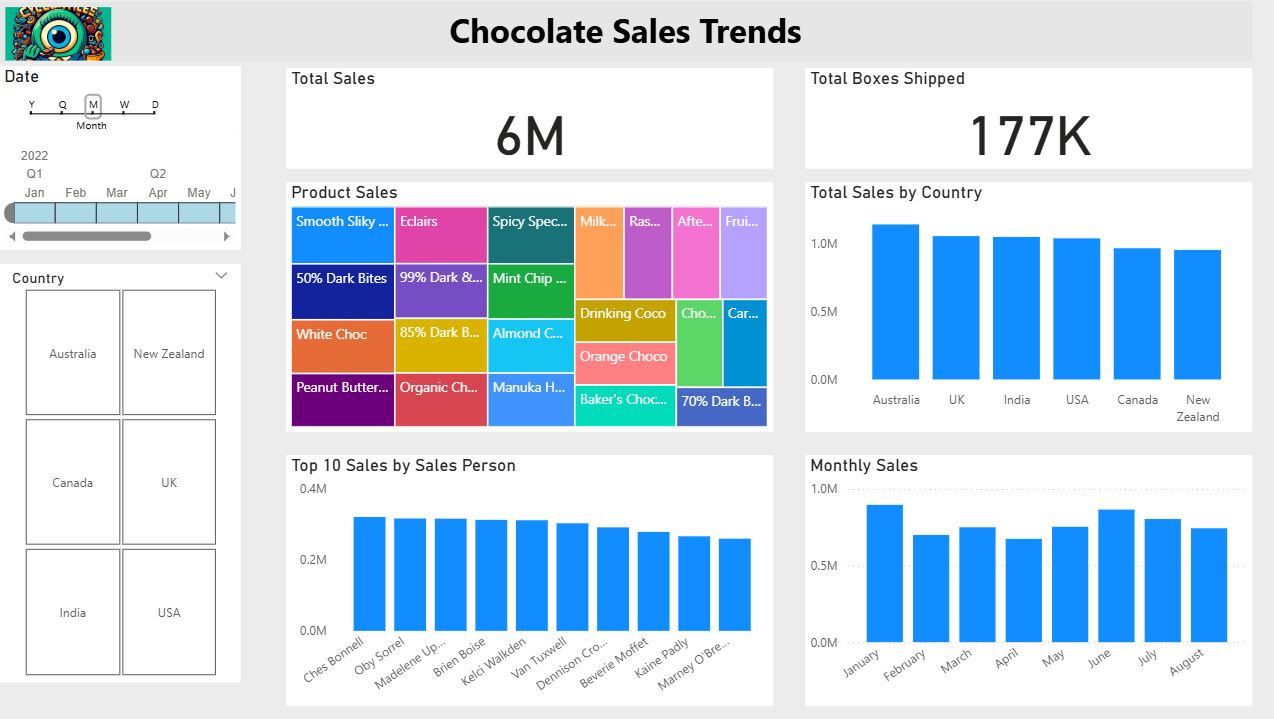 Chocolate Sales Trends
Date
Y Q M W D
Month
2022
Q1 Q2
Jan Feb Mar Apr May J
Country
Australia New Zealand
Canada UK
India USA
Total Sales
6M
Total Boxes Shipped
177K
Product Sales
Smooth Sliky ...
50% Dark Bites
White Choc
Peanut Butter...
Eclairs
99% Dark &...
85% Dark B...
Organic Ch...
Spicy Spec...
Mint Chip ...
Almond C...
Manuka H...
Milk...
Ras...
Afte...
Frui...
Drinking Coco
Orange Choco
Baker's Choc...
Cho...
Car...
70% Dark B...
Total Sales by Country
1.0M
0.5M
0.0M
Australia UK India USA Canada New
Zealand
Top 10 Sales by Sales Person
0.4M
0.2M
0.0M
Ches Bonnell
Oby Sorrel
Madelene Up...
Brien Boise
Kelci Walkden
Van Tuxwell
Dennison Cro...
Beverie Moffet
Kaine Padly
Marney O'Bre...
Monthly Sales
1.0M
0.5M
0.0M
January
February
March
April
May
June
July
August